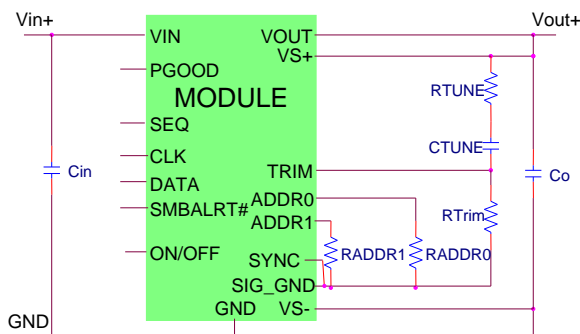 Vin+
Vout+
VIN
VOUT
VS+
PGOOD
RTUNE
MODULE
SEQ
CTUNE
CLK
TRIM
Cin
Co
DATA
ADDR0
SMBALRT#
RTrim
ADDR1
ON/OFF
SYNC
RADDR1
RADDR0
SIG_GND
GND
GND
VS-